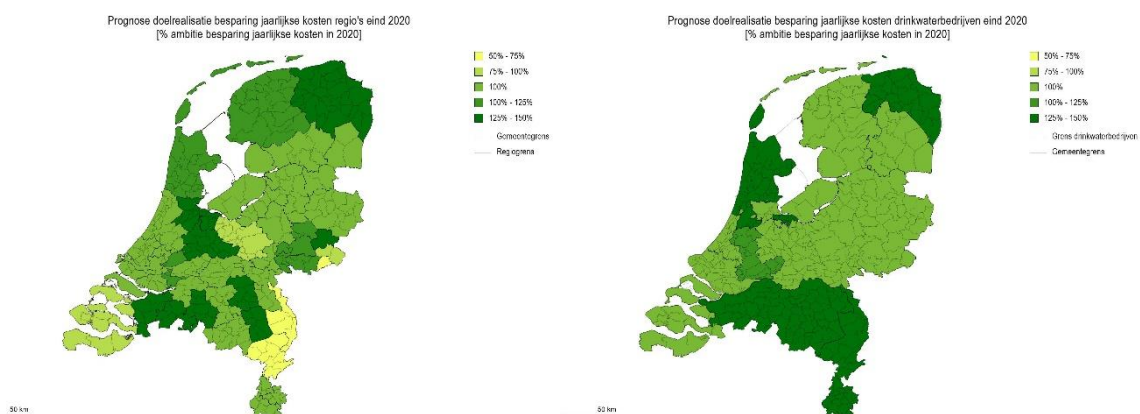 Prognose doelrealisatie besparing jaarlijkse kosten regio's eind 2020
[% ambitie besparing jaarlijkse kosten in 2020]
50% - 75%
75% - 100%
100%
100% - 125%
125% - 150%
Gemeentegrens
Regiogrens
50 km
Prognose doelrealisatie besparing jaarlijkse kosten drinkwaterbedrijven eind 2020
[% ambitie besparing jaarlijkse kosten in 2020]
50% - 75%
75% - 100%
100%
100% - 125%
125% - 150%
Grens drinkwaterbedrijven
Gemeentegrens
50 km